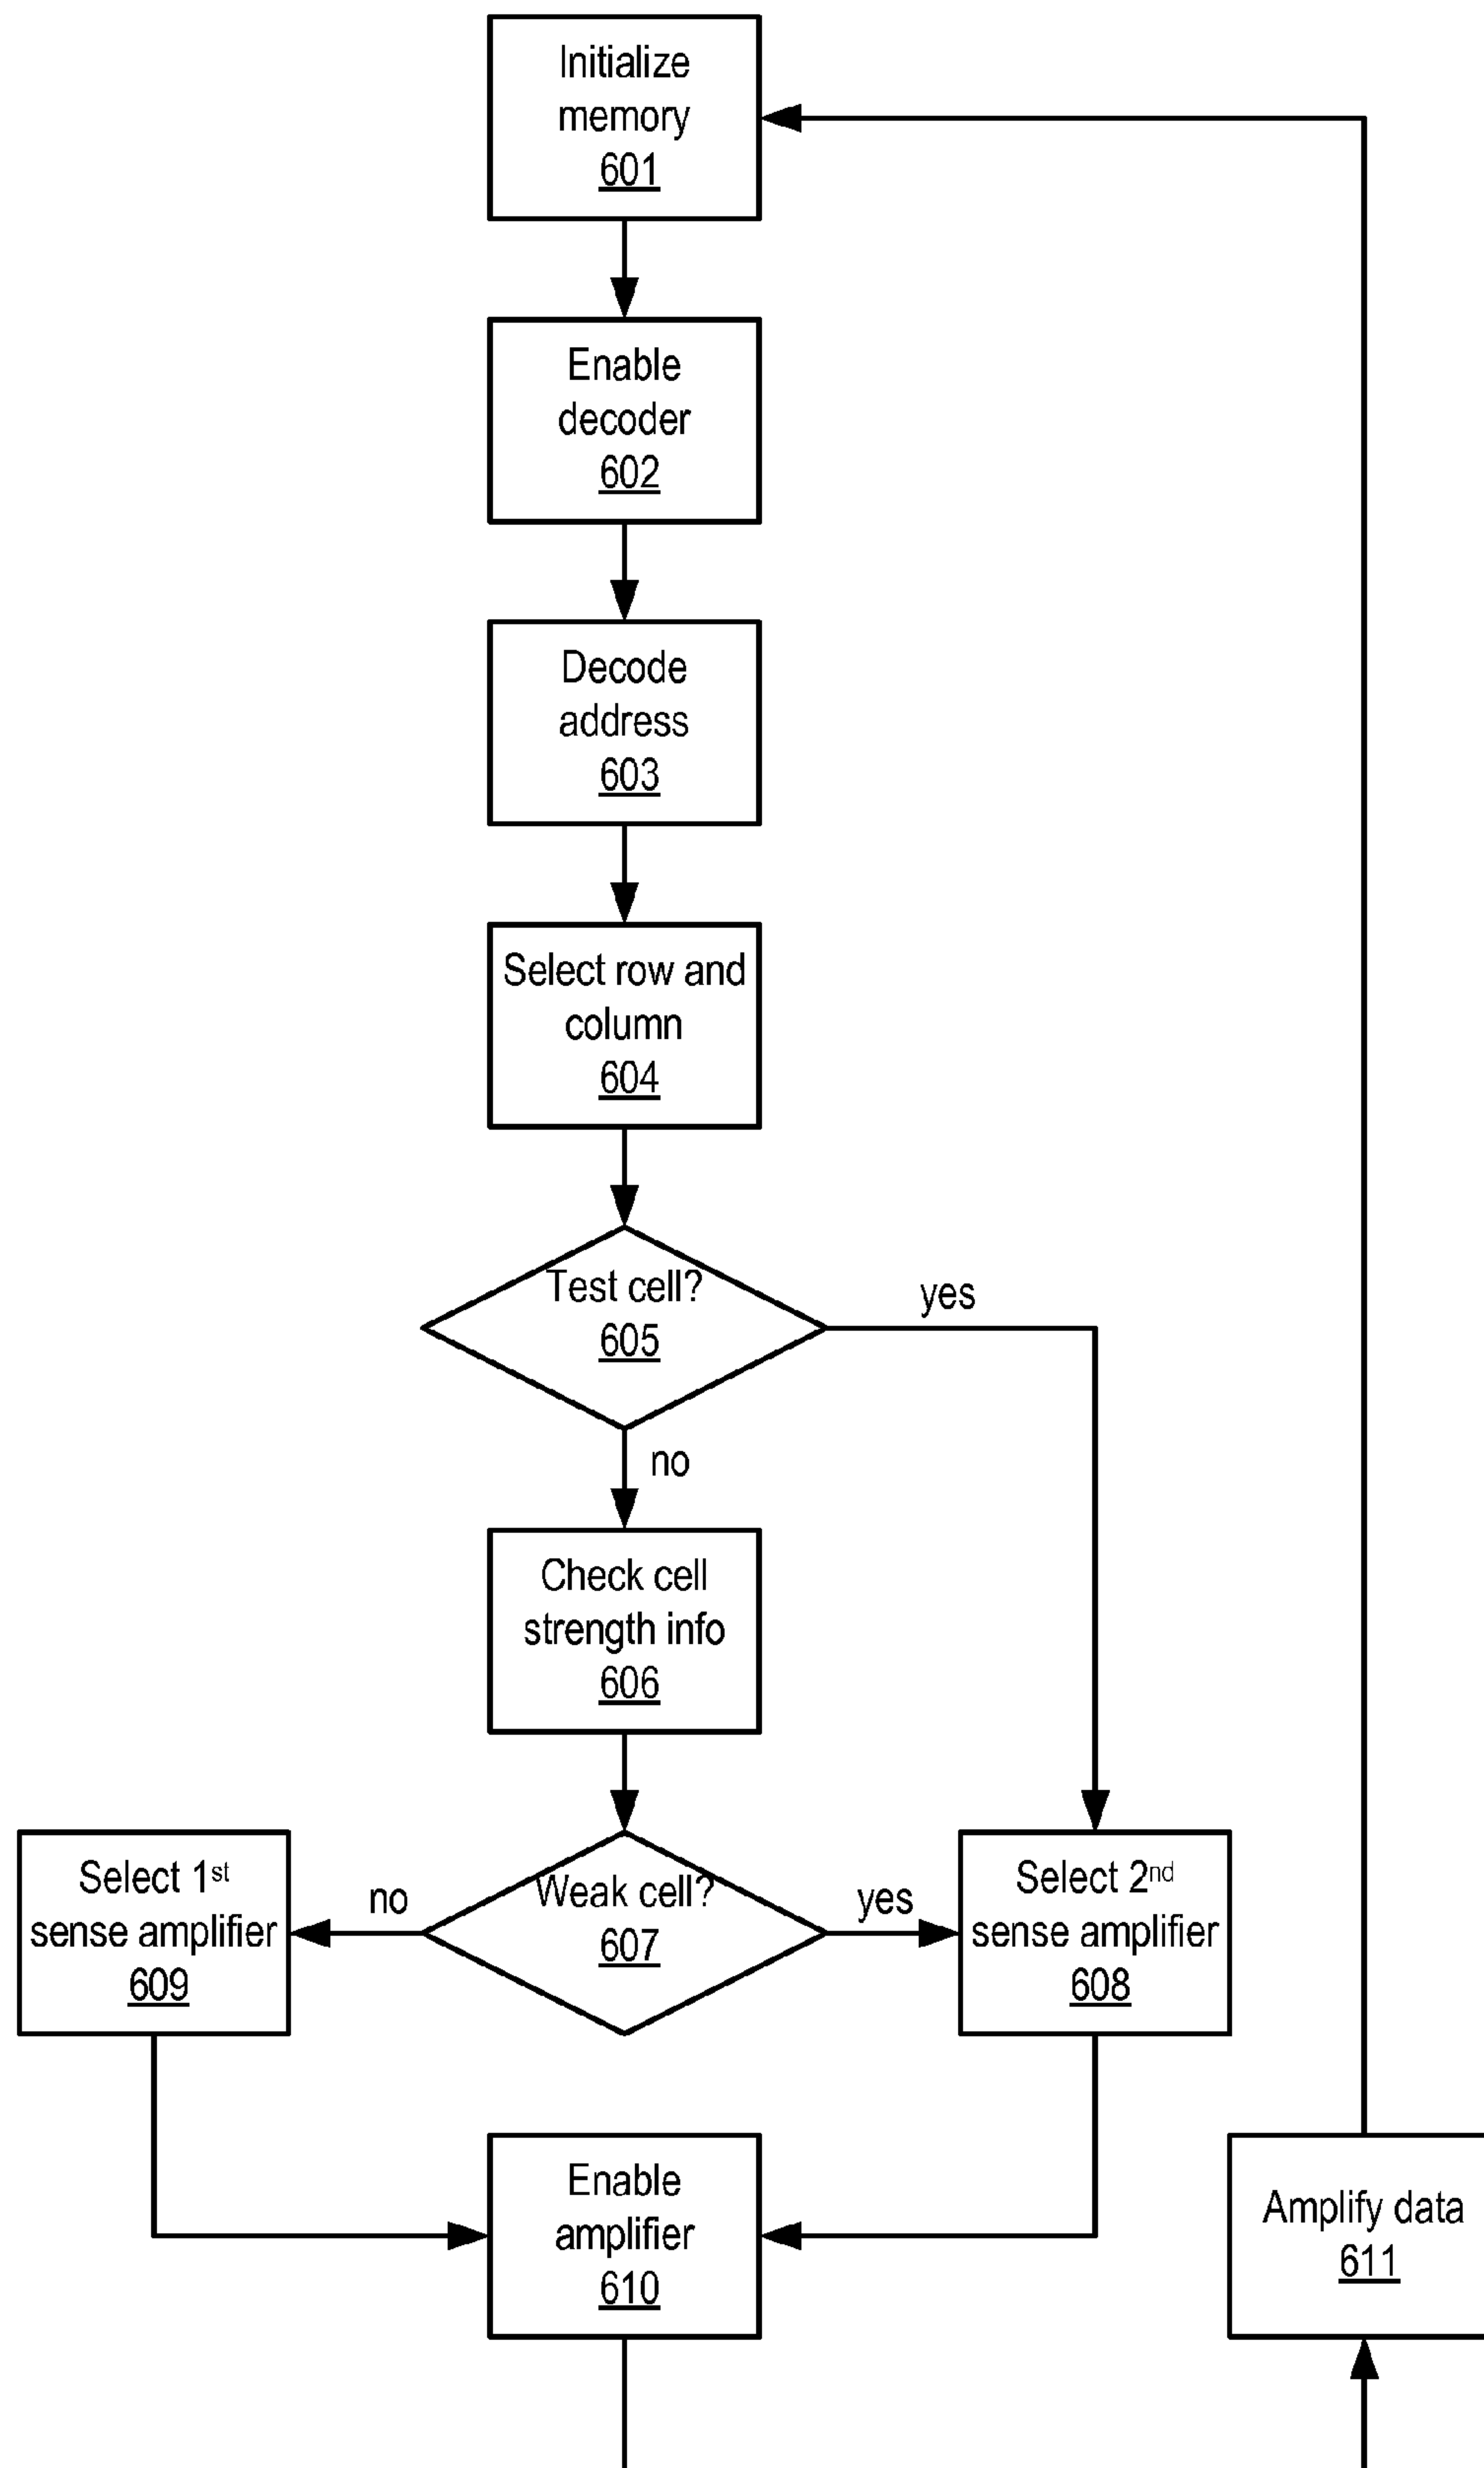 Initialize
memory
601
Enable
decoder
602
Decode
address
603
Select row and
column
604
Test cell?
605
yes
no
Check cell
strength info
606
Select 1st
sense amplifier
609
no
Weak cell?
607
yes
Select 2nd
sense amplifier
608
Enable
amplifier
610
Amplify data
611